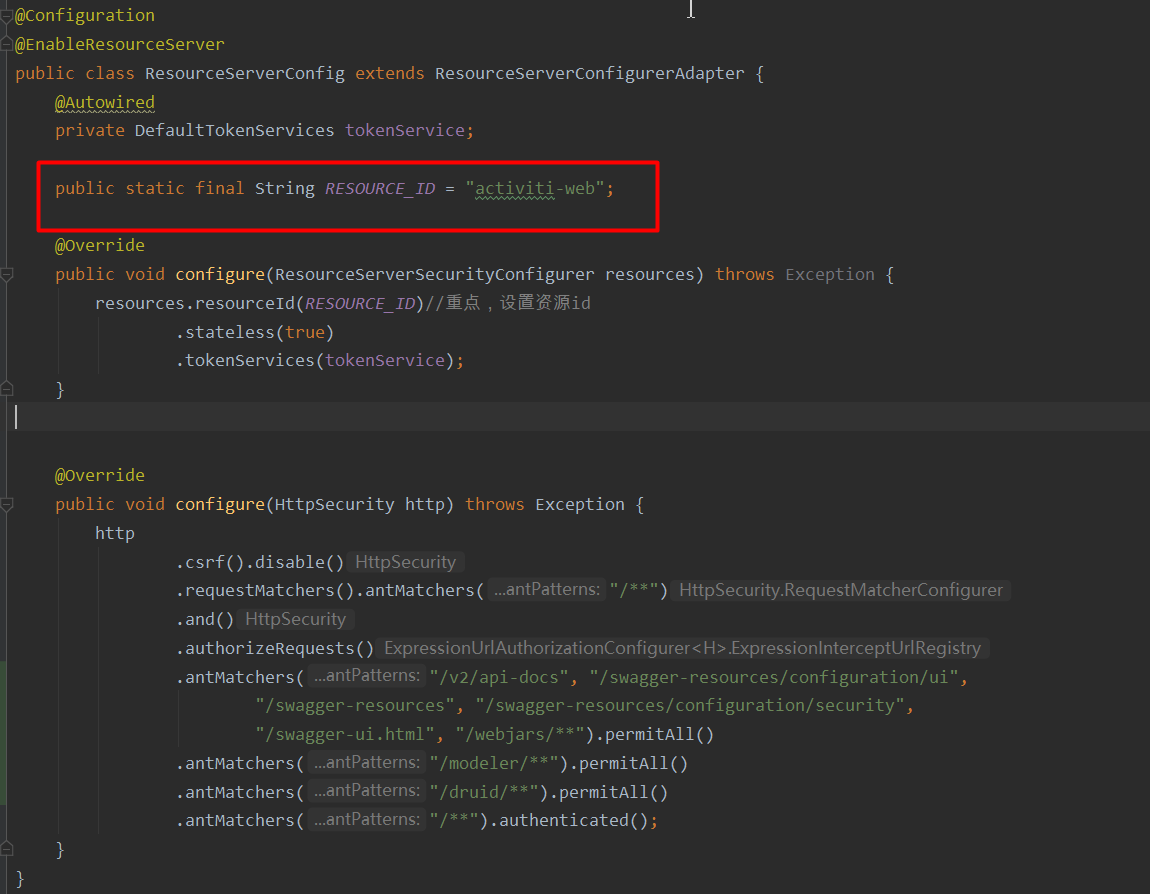 @Configuration
@EnableResourceServer
public class ResourceServerConfig extends ResourceServerConfigurerAdapter {
@Autowired
private DefaultTokenServices tokenService;
public static final String RESOURCE_ID = "activiti-web";
@Override
public void configure(ResourceServerSecurityConfigurer resources) throws Exception {
resources.resourceId(RESOURCE_ID)//重点，设置资源id
.stateless(true)
.tokenServices(tokenService);
}
@Override
public void configure(HttpSecurity http) throws Exception {
http
.csrf().disable() HttpSecurity
.requestMatchers().antMatchers( ...antPatterns: "/**") HttpSecurity.RequestMatcherConfigurer
.and() HttpSecurity
.authorizeRequests() ExpressionUrlAuthorizationConfigurer<H>.ExpressionInterceptUrlRegistry
.antMatchers( ...antPatterns: "/v2/api-docs", "/swagger-resources/configuration/ui",
"/swagger-resources", "/swagger-resources/configuration/security",
"/swagger-ui.html", "/webjars/**").permitAll()
.antMatchers( ...antPatterns: "/modeler/**").permitAll()
.antMatchers( ...antPatterns: "/druid/**").permitAll()
.antMatchers( ...antPatterns: "/**").authenticated();
}
}